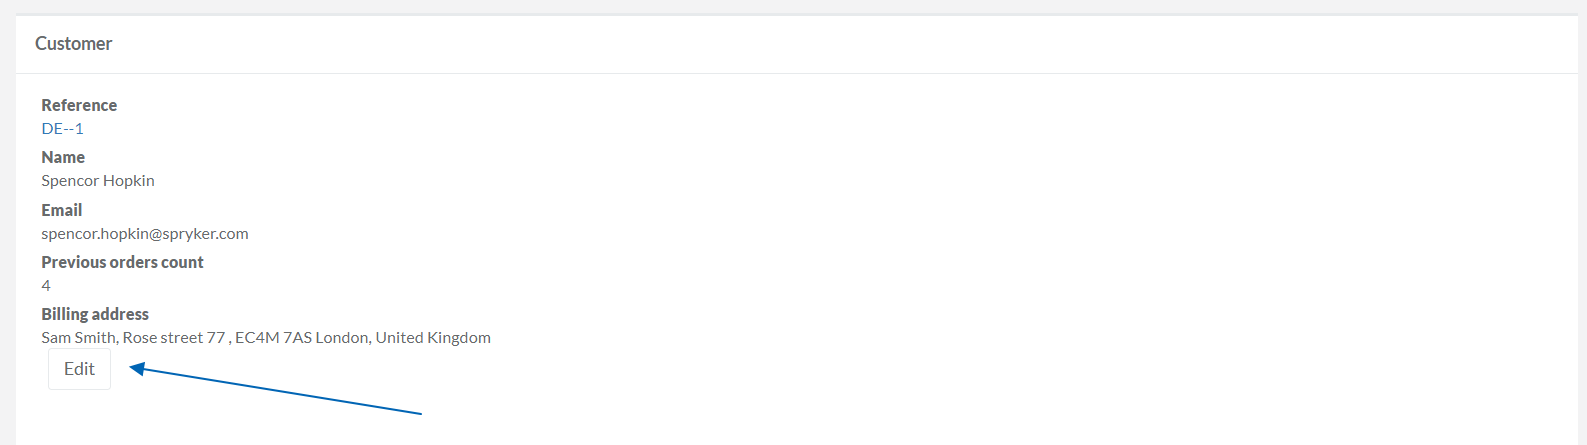 Customer
Reference
DE--1
Name
Spencor Hopkin
Email
spencor.hopkin@spryker.com
Previous orders count
4
Billing address
Sam Smith, Rose street 77 , EC4M 7AS London, United Kingdom
Edit